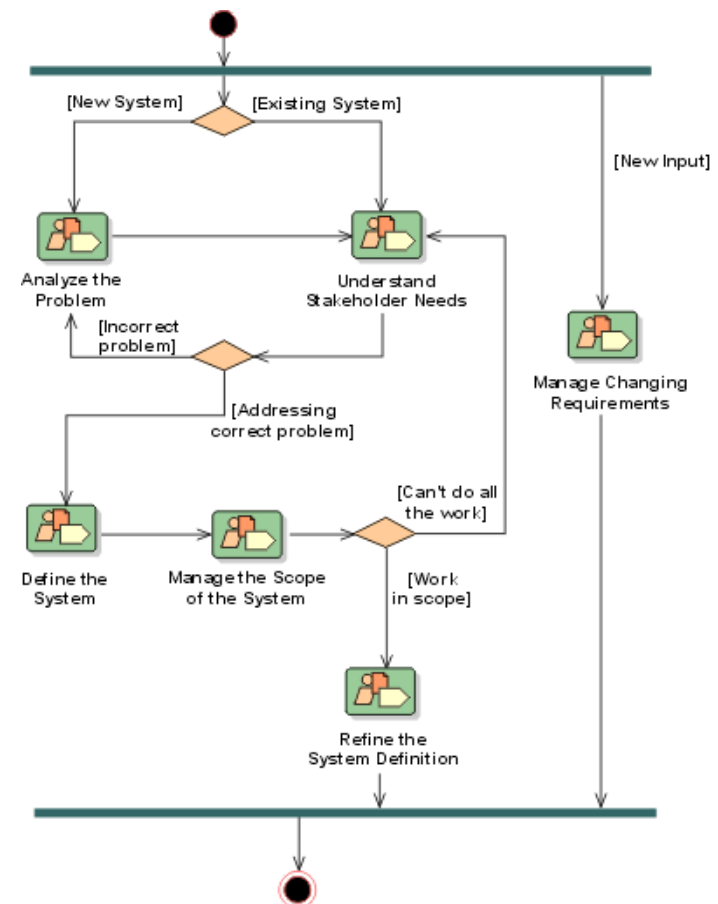 [New System]
[Existing System]
[New Input]
Analyze the
Problem
Understand
Stakeholder Needs
[Incorrect
problem]
Manage Changing
Requirements
[Addressing
correct problem]
[Can't do all
the work]
Define the
System
Manage the Scope
of the System
[Work
in scope]
Refine the
System Definition